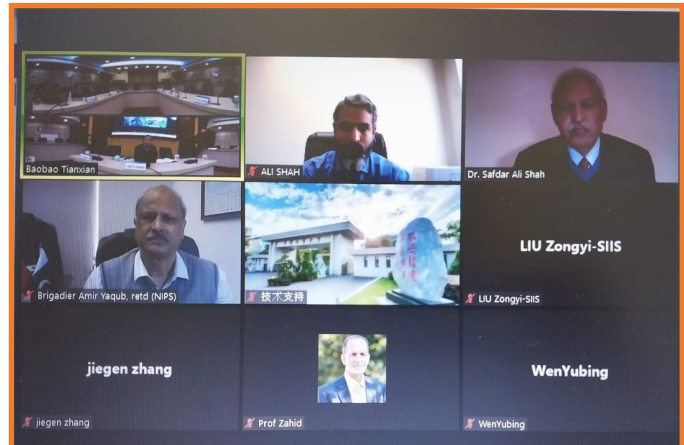 Baobao Tianxian
ALI SHAH
Dr. Safdar Ali Shah
Brigadier Amir Yaqub, retd (NIPS)
技术支持
LIU Zongyi-SIIS
LIU Zongyi-SIIS
jiegen zhang
jiegen zhang
Prof Zahid
WenYubing
WenYubing